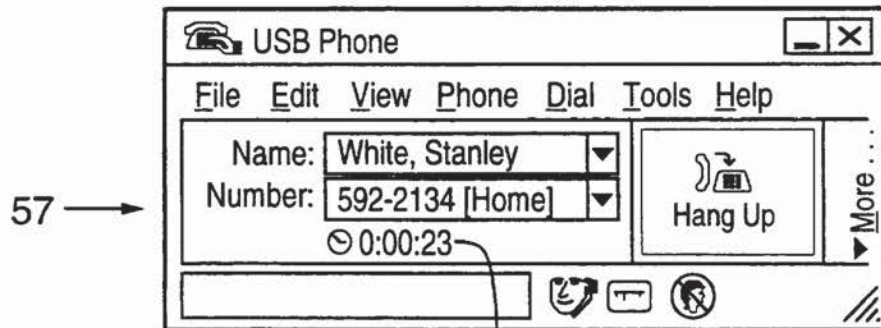 USB Phone
File Edit View Phone Dial Tools Help
Name: White, Stanley
Number: 592-2134 [Home]
0:00:23
Hang Up
More ...
57